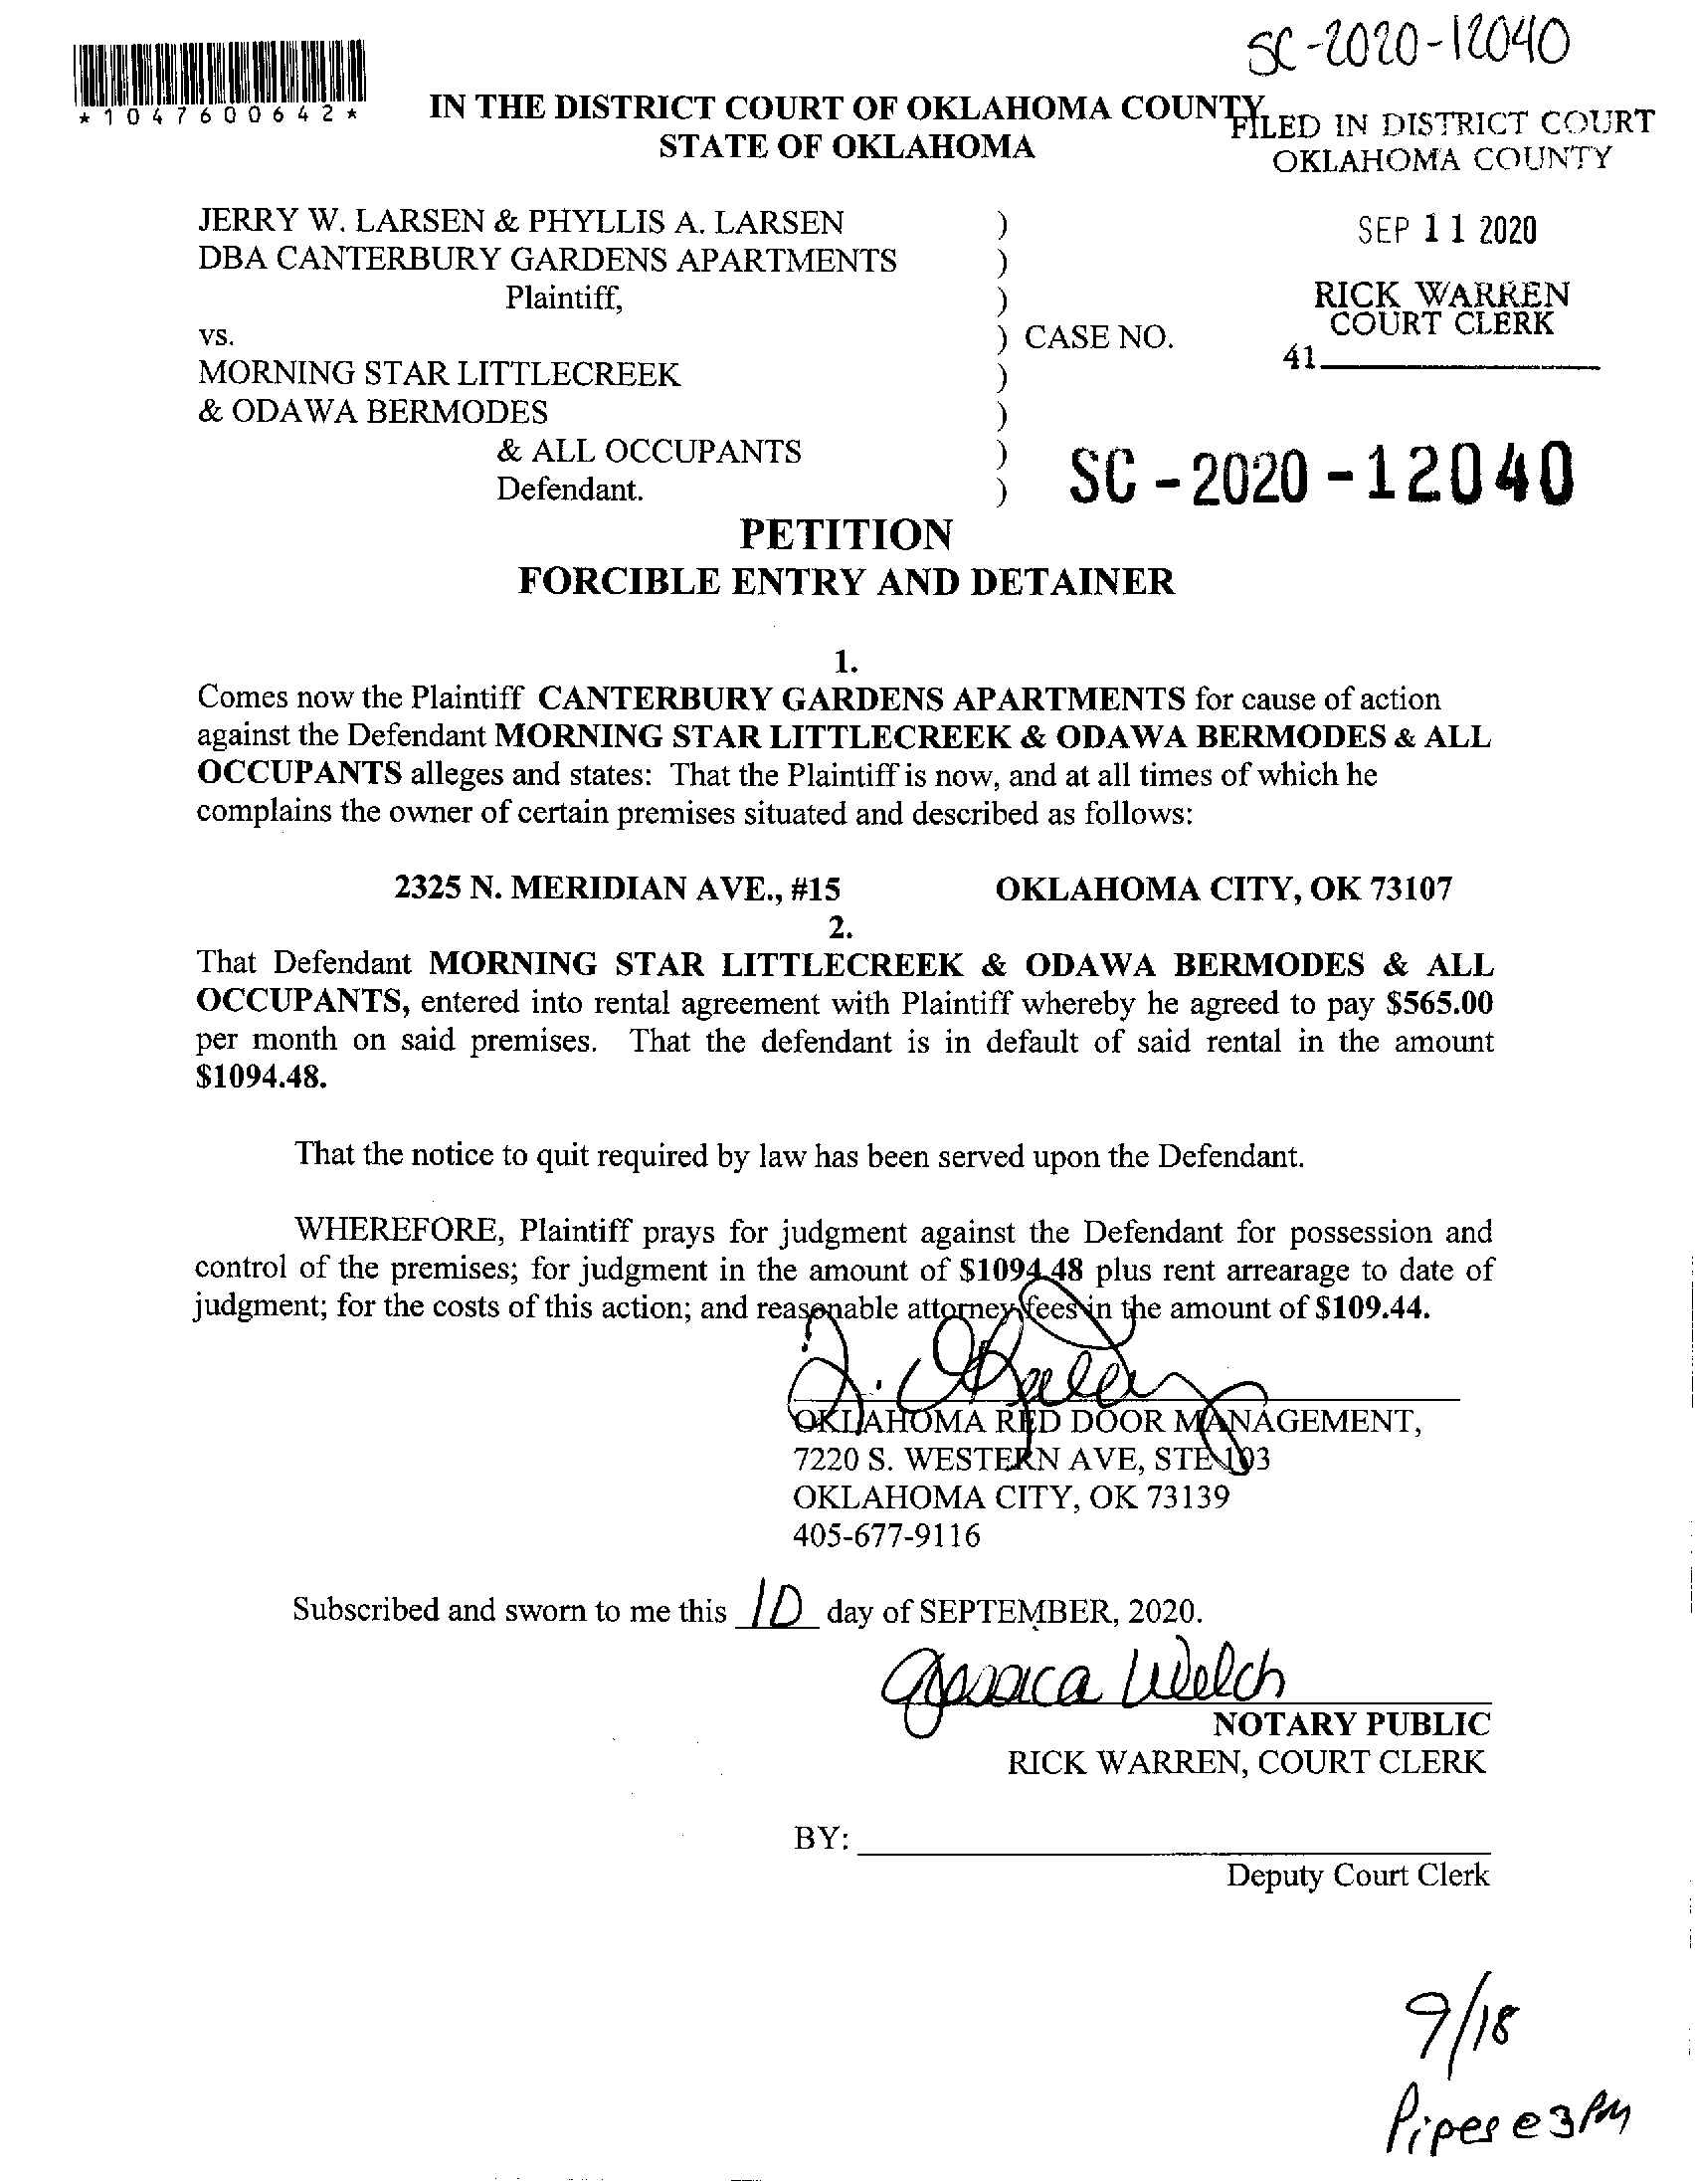 SC-2020-12040
*1047600642*
IN THE DISTRICT COURT OF OKLAHOMA COUNTY
STATE OF OKLAHOMA
FILED IN DISTRICT COURT
OKLAHOMA COUNTY
JERRY W. LARSEN & PHYLLIS A. LARSEN )
SEP 11 2020
DBA CANTERBURY GARDENS APARTMENTS )
Plaintiff, )
RICK WARREN
COURT CLERK
vs. ) CASE NO.
41
MORNING STAR LITTLECREEK )
& ODAWA BERMODES )
& ALL OCCUPANTS )
Defendant. )
SC-2020-12040
PETITION
FORCIBLE ENTRY AND DETAINER
1.
Comes now the Plaintiff CANTERBURY GARDENS APARTMENTS for cause of action
against the Defendant MORNING STAR LITTLECREEK & ODAWA BERMODES & ALL
OCCUPANTS alleges and states: That the Plaintiff is now, and at all times of which he
complains the owner of certain premises situated and described as follows:
2325 N. MERIDIAN AVE., #15 OKLAHOMA CITY, OK 73107
2.
That Defendant MORNING STAR LITTLECREEK & ODAWA BERMODES & ALL
OCCUPANTS, entered into rental agreement with Plaintiff whereby he agreed to pay $565.00
per month on said premises. That the defendant is in default of said rental in the amount
$1094.48.
That the notice to quit required by law has been served upon the Defendant.
WHEREFORE, Plaintiff prays for judgment against the Defendant for possession and
control of the premises; for judgment in the amount of $1094.48 plus rent arrearage to date of
judgment; for the costs of this action; and reasonable attorney fees in the amount of $109.44.
OKLAHOMA RED DOOR MANAGEMENT,
7220 S. WESTERN AVE, STE 103
OKLAHOMA CITY, OK 73139
405-677-9116
Subscribed and sworn to me this 10 day of SEPTEMBER, 2020.
Jessica Welch
NOTARY PUBLIC
RICK WARREN, COURT CLERK
BY:
Deputy Court Clerk
9/18
Pipes @ 3 PM